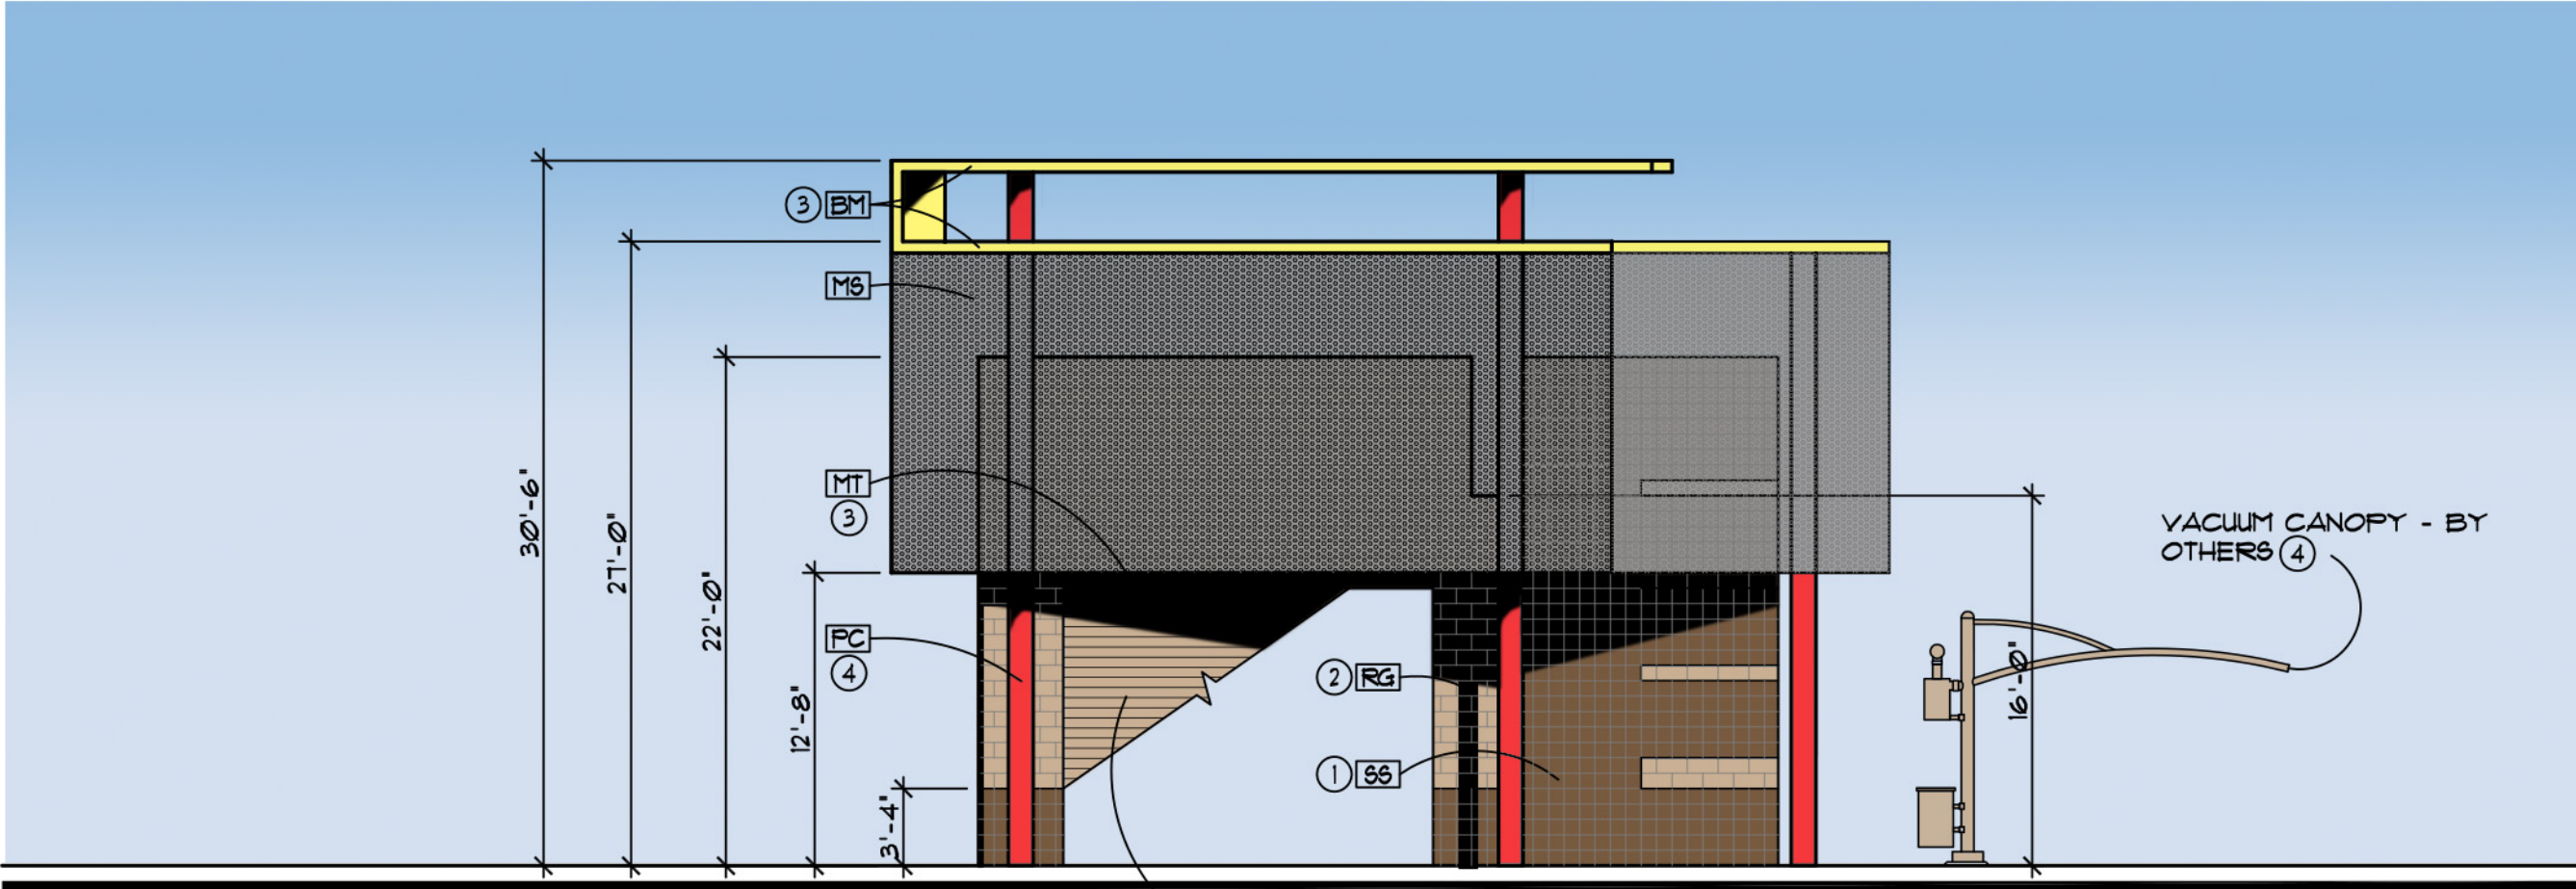 30'-6"
27'-0"
22'-0"
12'-8"
3'-4"
3 BM
MS
MT
3
PC
4
2 RG
1 SS
16'-0"
VACUUM CANOPY - BY
OTHERS 4